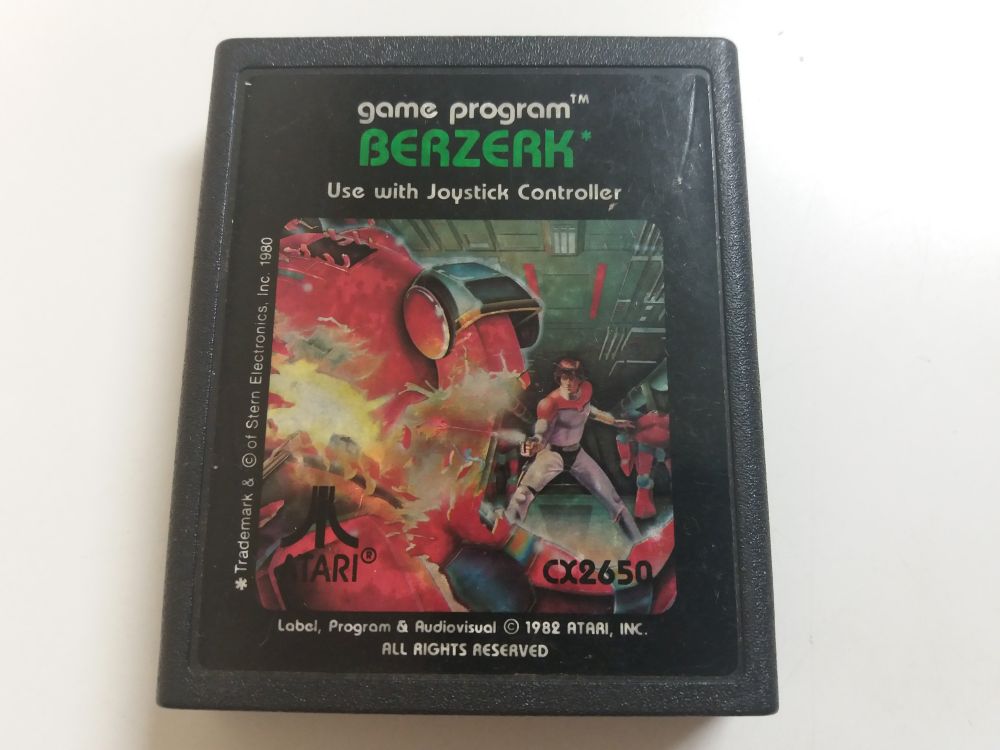 game program™
BERZERK*
Use with Joystick Controller
*Trademark & © of Stern Electronics, Inc. 1980
ATARI®
CX2650
Label, Program & Audiovisual © 1982 ATARI, INC.
ALL RIGHTS RESERVED